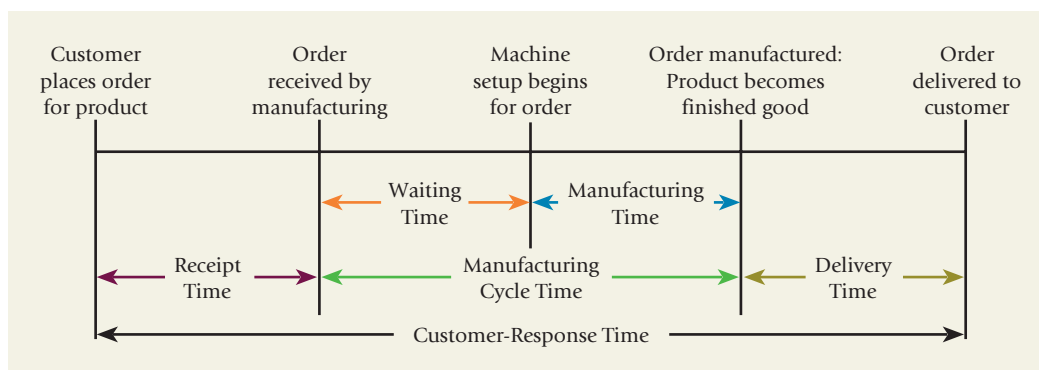 Customer
places order
for product
Order
received by
manufacturing
Machine
setup begins
for order
Order manufactured:
Product becomes
finished good
Order
delivered to
customer
Waiting
Time
Manufacturing
Time
Receipt
Time
Manufacturing
Cycle Time
Delivery
Time
Customer-Response Time